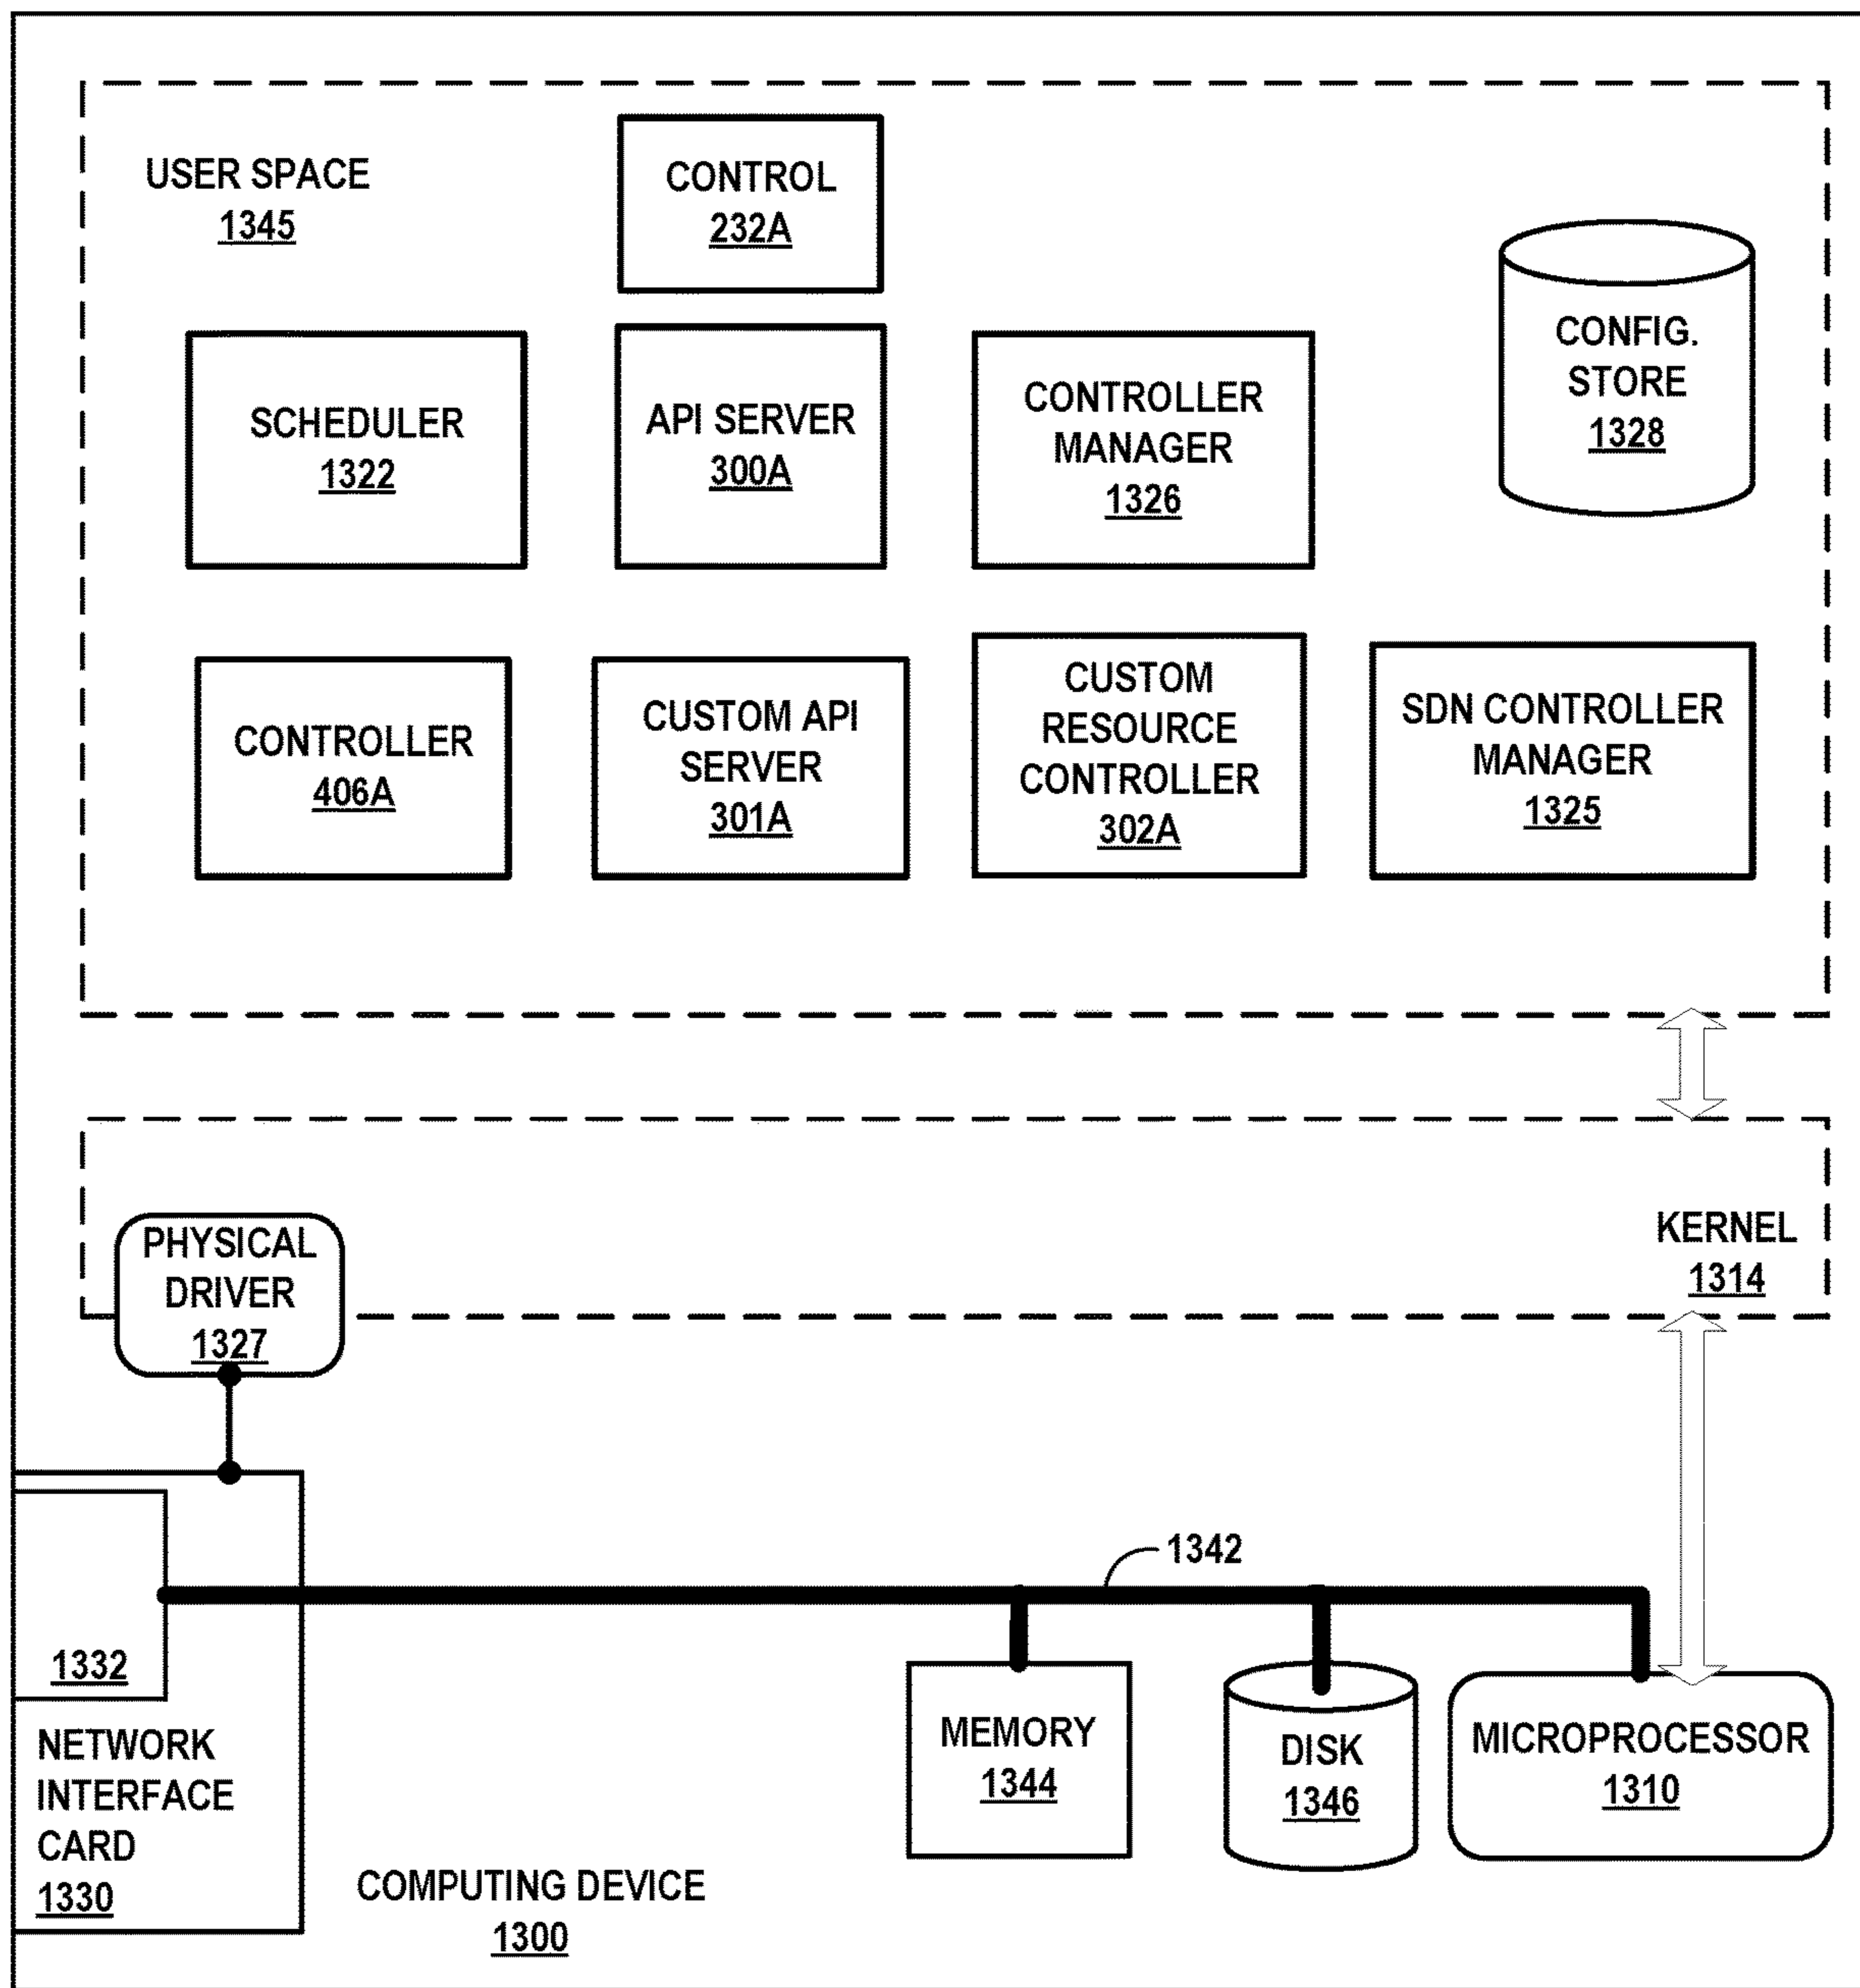 USER SPACE
1345
CONTROL
232A
CONFIG.
STORE
1328
SCHEDULER
1322
API SERVER
300A
CONTROLLER
MANAGER
1326
CONTROLLER
406A
CUSTOM API
SERVER
301A
CUSTOM
RESOURCE
CONTROLLER
302A
SDN CONTROLLER
MANAGER
1325
PHYSICAL
DRIVER
1327
KERNEL
1314
1342
1332
NETWORK
INTERFACE
CARD
1330
MEMORY
1344
DISK
1346
MICROPROCESSOR
1310
COMPUTING DEVICE
1300